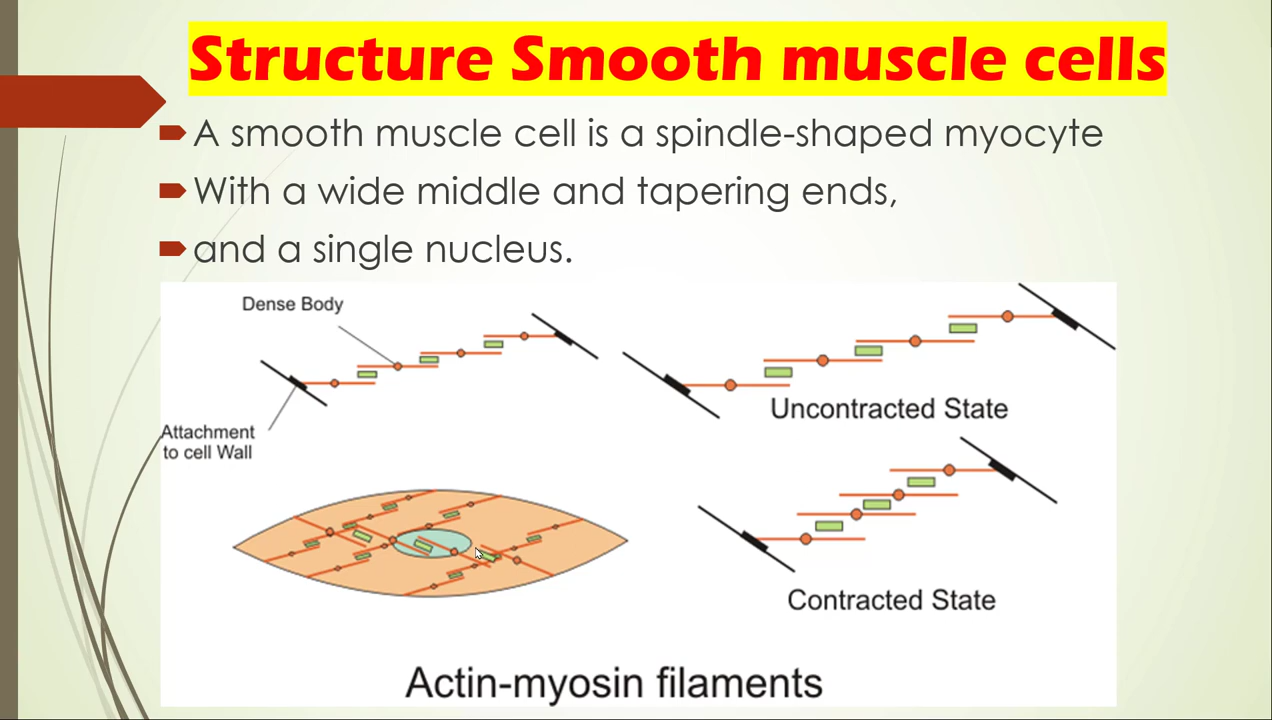 Structure Smooth muscle cells
A smooth muscle cell is a spindle-shaped myocyte
With a wide middle and tapering ends,
and a single nucleus.
Dense Body
Attachment
to cell Wall
Uncontracted State
Contracted State
Actin-myosin filaments